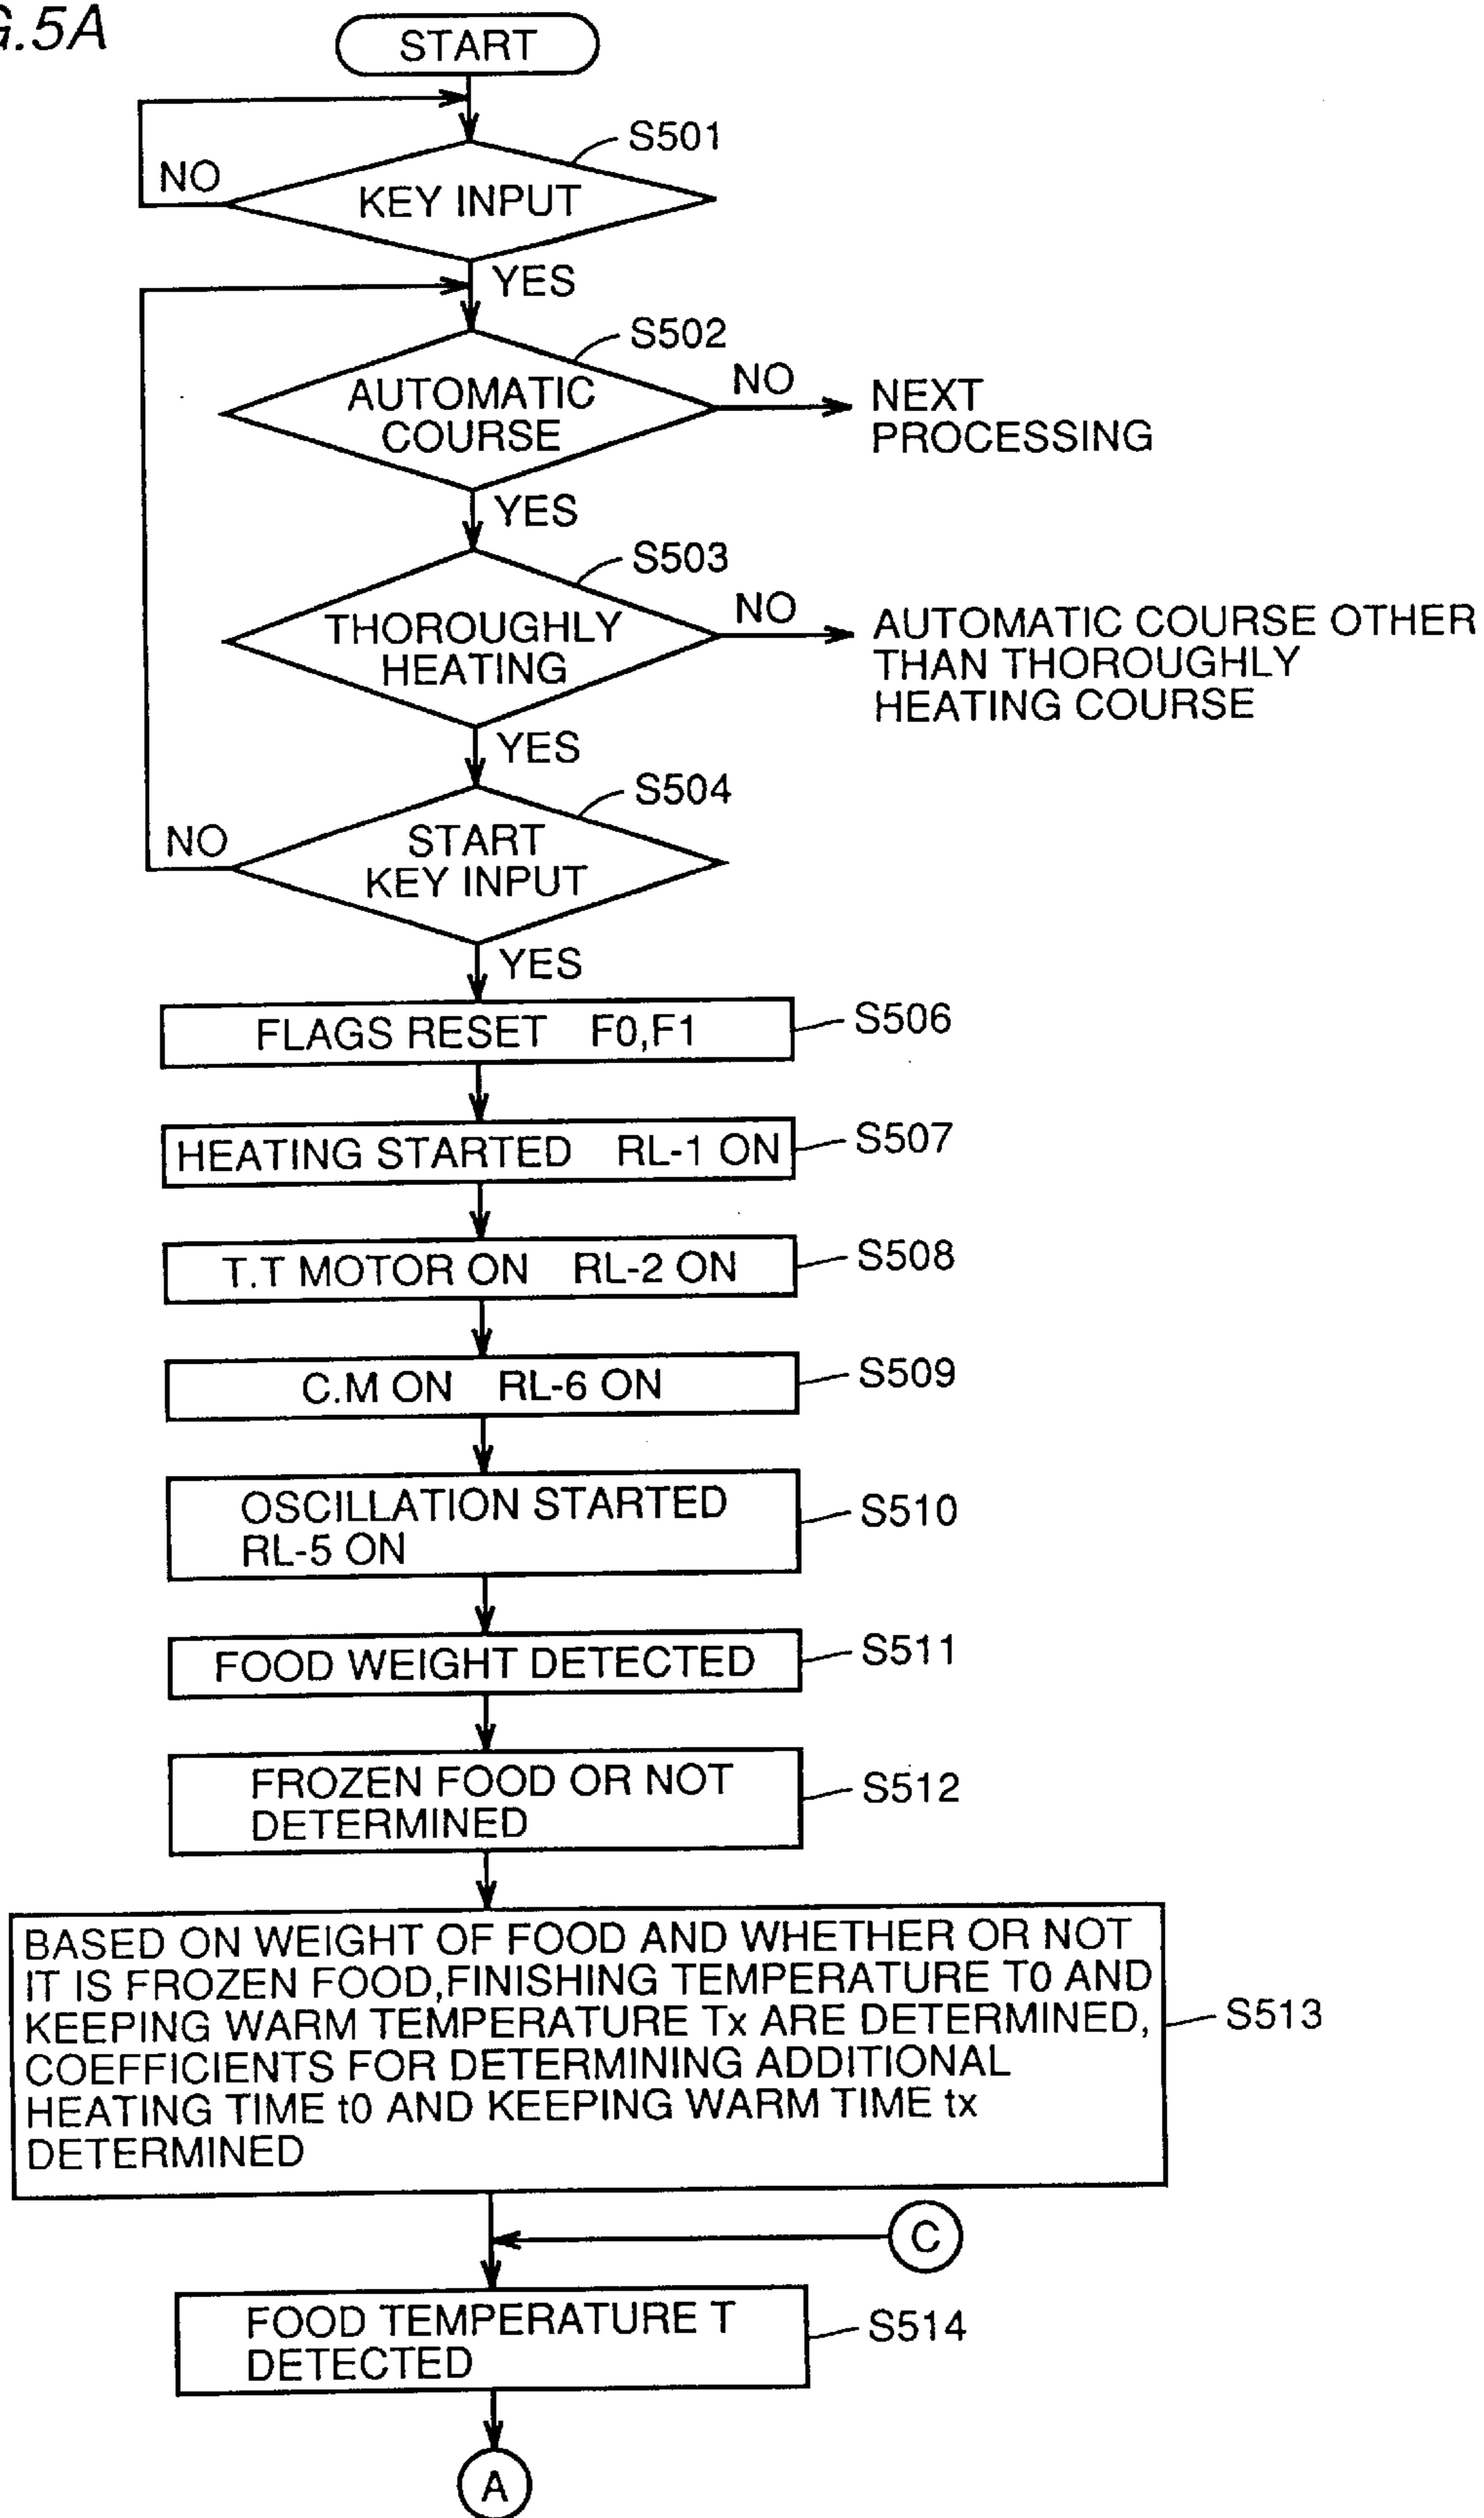 G.5A
START
S501
NO
KEY INPUT
YES
S502
AUTOMATIC
COURSE
NO
NEXT
PROCESSING
YES
S503
THOROUGHLY
HEATING
NO
AUTOMATIC COURSE OTHER
THAN THOROUGHLY
HEATING COURSE
YES
S504
NO
START
KEY INPUT
YES
FLAGS RESET F0,F1
S506
HEATING STARTED RL-1 ON
S507
T.T MOTOR ON RL-2 ON
S508
C.M ON RL-6 ON
S509
OSCILLATION STARTED
RL-5 ON
S510
FOOD WEIGHT DETECTED
S511
FROZEN FOOD OR NOT
DETERMINED
S512
BASED ON WEIGHT OF FOOD AND WHETHER OR NOT
IT IS FROZEN FOOD,FINISHING TEMPERATURE T0 AND
KEEPING WARM TEMPERATURE Tx ARE DETERMINED,
COEFFICIENTS FOR DETERMINING ADDITIONAL
HEATING TIME t0 AND KEEPING WARM TIME tx
DETERMINED
S513
C
FOOD TEMPERATURE T
DETECTED
S514
A